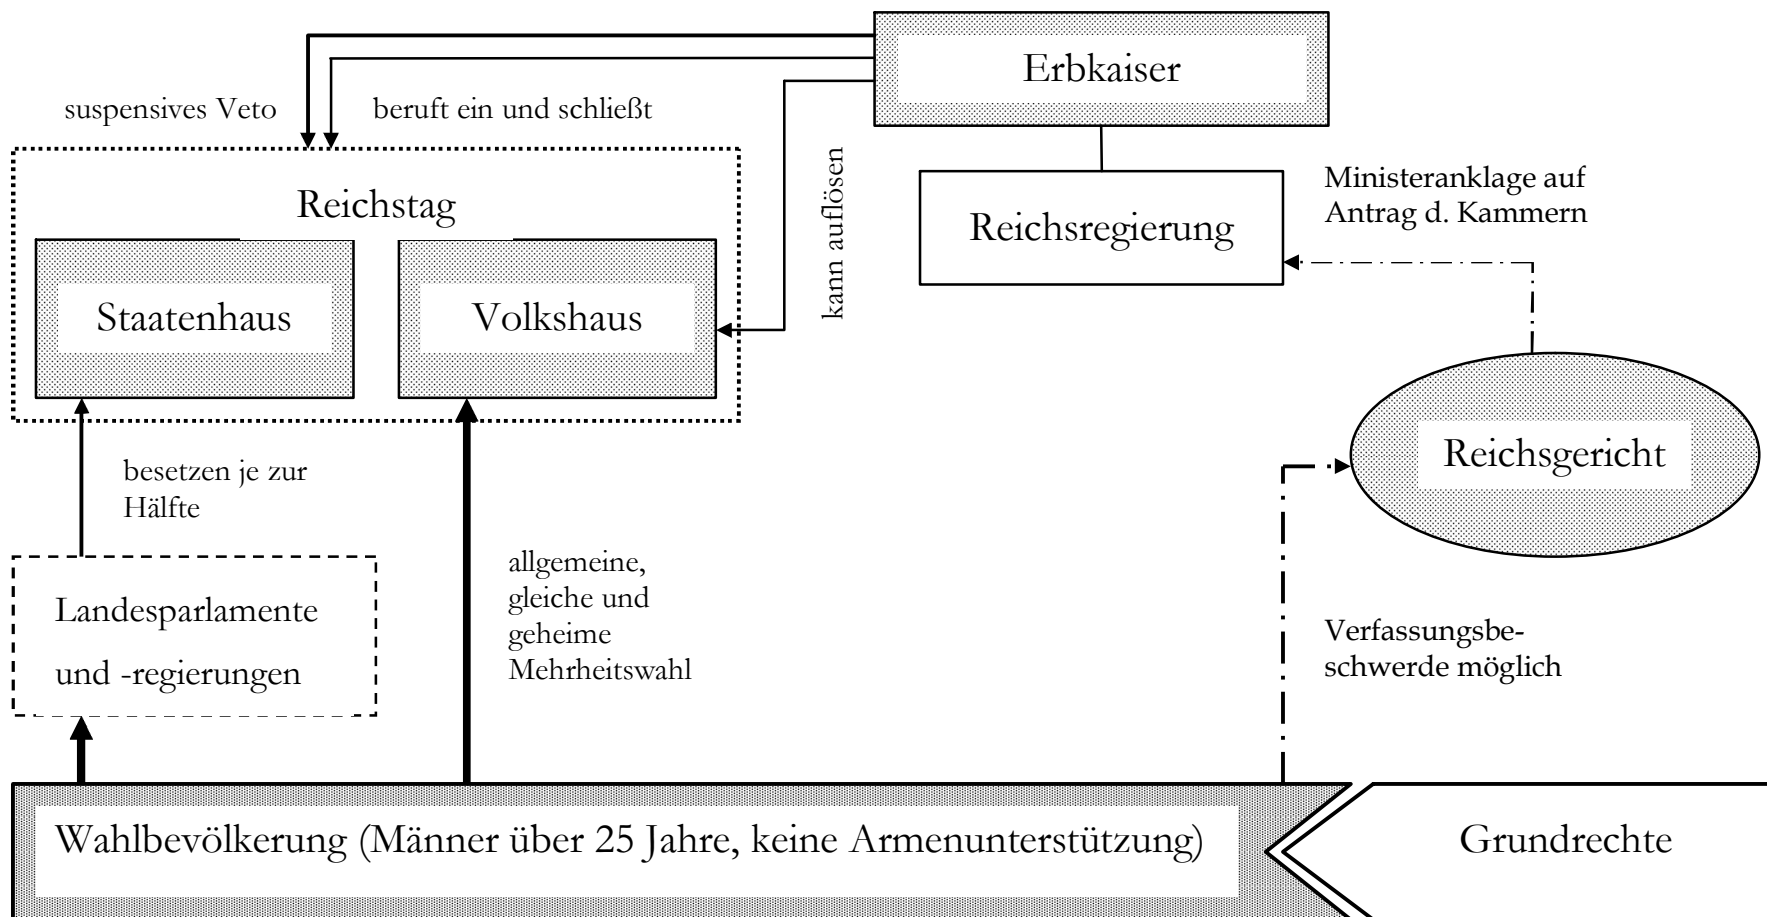 Erbkaiser
suspensives Veto
beruft ein und schließt
kann auflösen
Reichstag
Staatenhaus
Volkshaus
Reichsregierung
Ministeranklage auf
Antrag d. Kammern
Reichsgericht
besetzen je zur
Hälfte
Landesparlamente
und -regierungen
allgemeine,
gleiche und
geheime
Mehrheitswahl
Verfassungsbe-
schwerde möglich
Wahlbevölkerung (Männer über 25 Jahre, keine Armenunterstützung)
Grundrechte